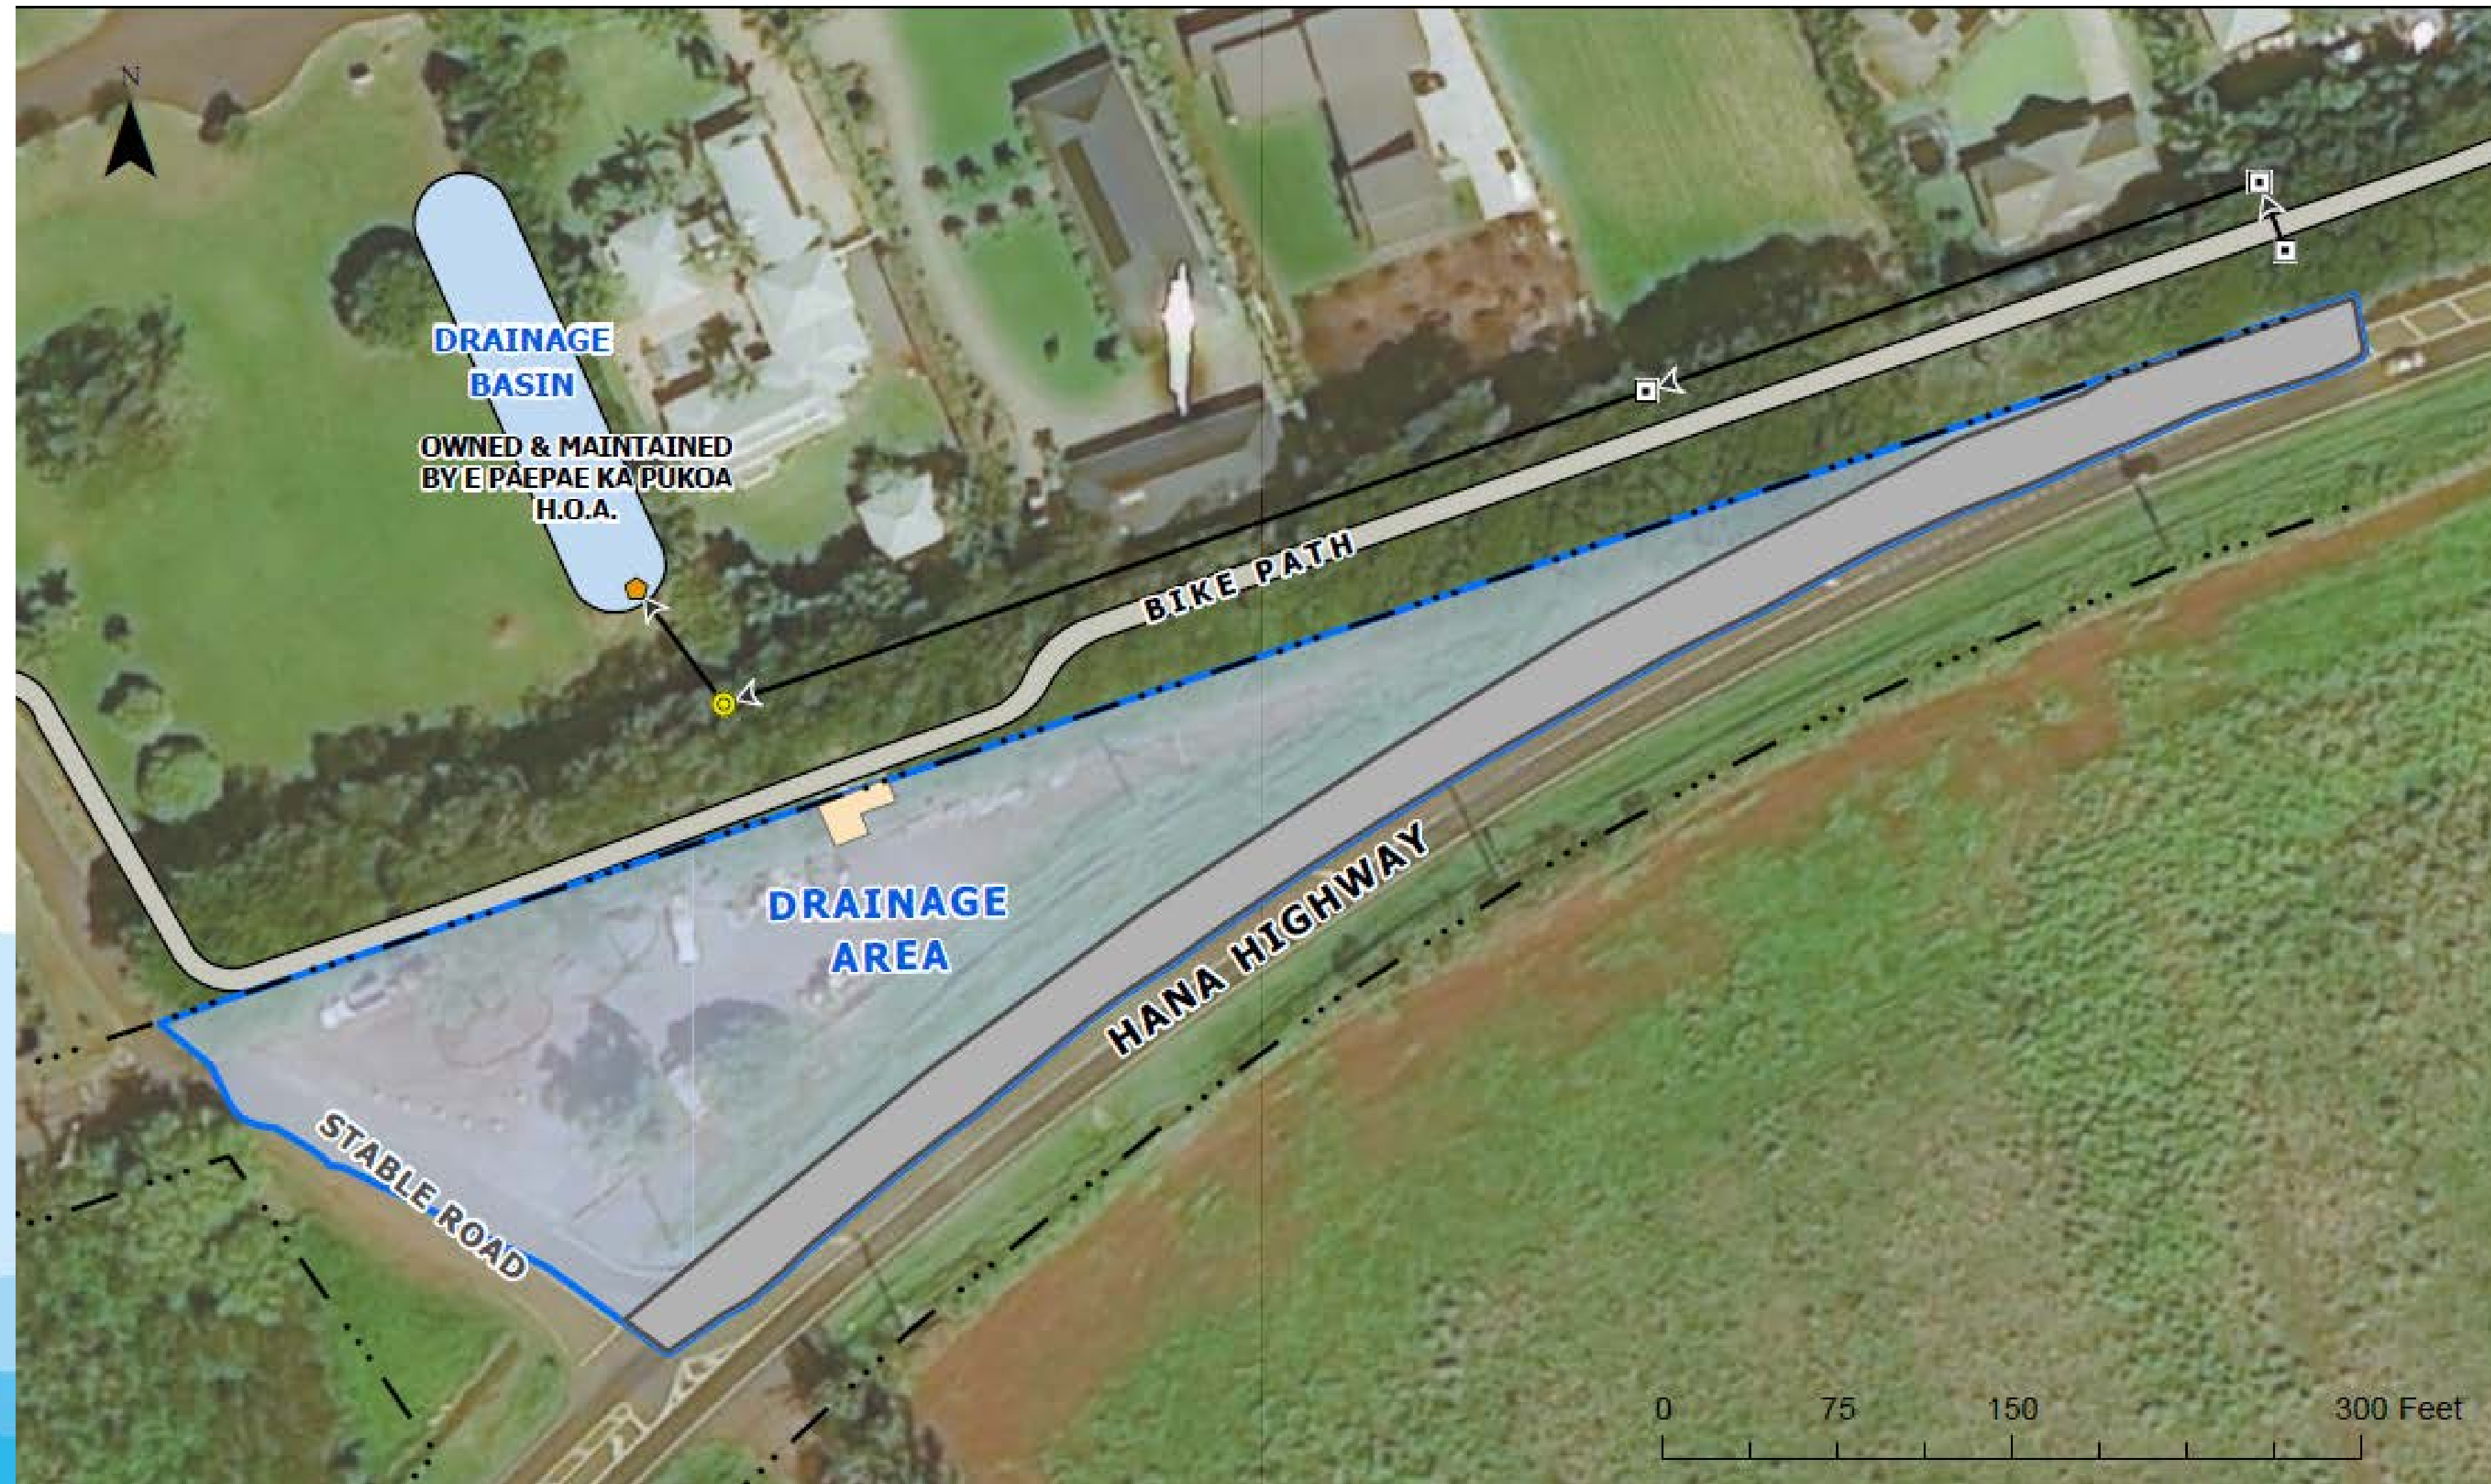 N
DRAINAGE
BASIN
OWNED & MAINTAINED
BY E PAEPAE KA PUKOA
H.O.A.
BIKE PATH
DRAINAGE
AREA
HANA HIGHWAY
STABLE ROAD
0 75 150 300 Feet